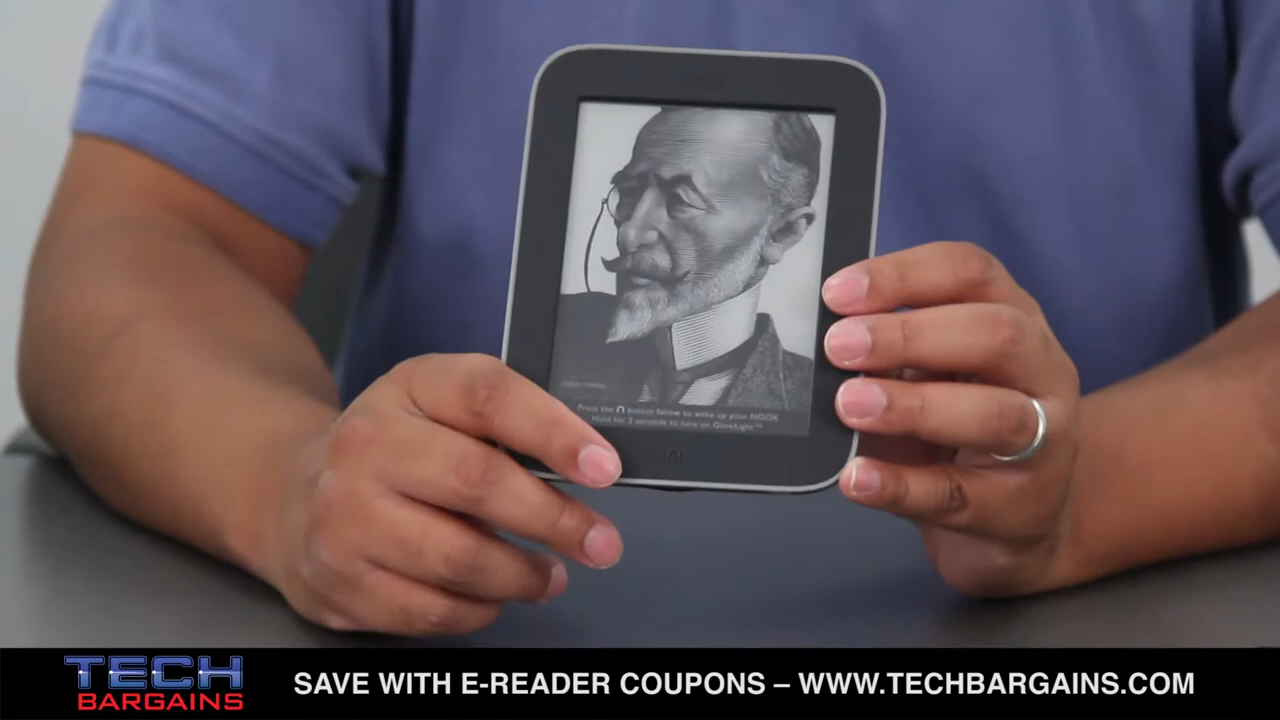 Press the n button below to wake up your NOOK
Hold for 2 seconds to turn on GlowLight™
TECH
BARGAINS
SAVE WITH E-READER COUPONS – WWW.TECHBARGAINS.COM